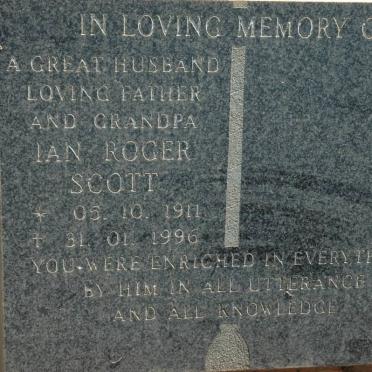 IN LOVING MEMORY O
A GREAT HUSBAND
LOVING FATHER
AND GRANDPA
IAN ROGER
SCOTT
* 05. 10. 1911
† 31. 01. 1996
YOU WERE ENRICHED IN EVERYTH
BY HIM IN ALL UTTERANCE
AND ALL KNOWLEDGE